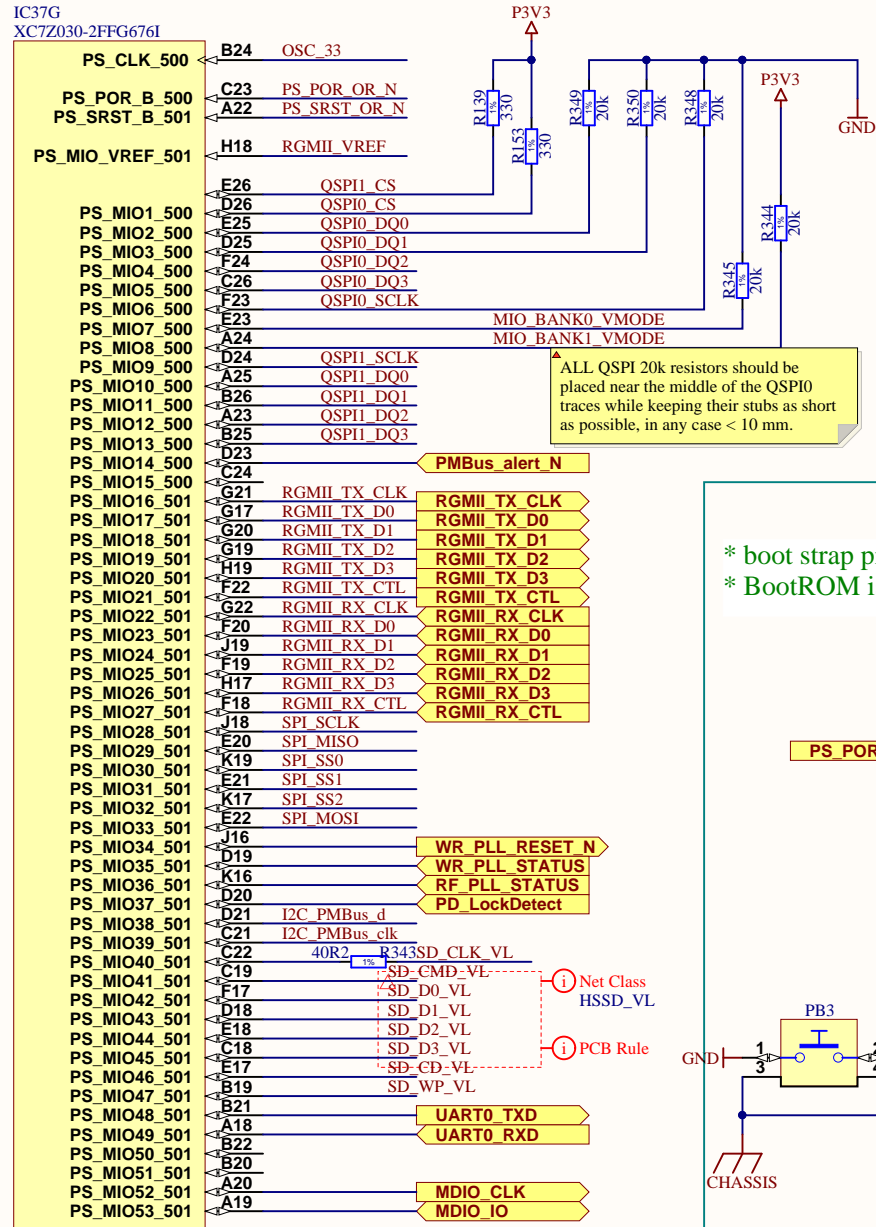 IC37G
XC7Z030-2FFG676I
P3V3
PS_CLK_500 B24 OSC_33
PS_POR_B_500 C23 PS_POR_OR_N
PS_SRST_B_501 A22 PS_SRST_OR_N
PS_MIO_VREF_501 H18 RGMII_VREF
R139 330
R153 330
R349 20k
R350 20k
R348 20k
P3V3
GND
R344 20k
R345 20k
E26 QSPI1_CS
PS_MIO1_500 D26 QSPI0_CS
PS_MIO2_500 E25 QSPI0_DQ0
PS_MIO3_500 D25 QSPI0_DQ1
PS_MIO4_500 F24 QSPI0_DQ2
PS_MIO5_500 C26 QSPI0_DQ3
PS_MIO6_500 F23 QSPI0_SCLK
PS_MIO7_500 E23 MIO_BANK0_VMODE
PS_MIO8_500 A24 MIO_BANK1_VMODE
PS_MIO9_500 D24 QSPI1_SCLK
PS_MIO10_500 A25 QSPI1_DQ0
PS_MIO11_500 B26 QSPI1_DQ1
PS_MIO12_500 A23 QSPI1_DQ2
PS_MIO13_500 B25 QSPI1_DQ3
ALL QSPI 20k resistors should be
placed near the middle of the QSPI0
traces while keeping their stubs as short
as possible, in any case < 10 mm.
PS_MIO14_500 D23 PMBus_alert_N
PS_MIO15_500 C24
PS_MIO16_501 G21 RGMII_TX_CLK RGMII_TX_CLK
PS_MIO17_501 G17 RGMII_TX_D0 RGMII_TX_D0
PS_MIO18_501 G20 RGMII_TX_D1 RGMII_TX_D1
PS_MIO19_501 G19 RGMII_TX_D2 RGMII_TX_D2
PS_MIO20_501 H19 RGMII_TX_D3 RGMII_TX_D3
PS_MIO21_501 F22 RGMII_TX_CTL RGMII_TX_CTL
PS_MIO22_501 G22 RGMII_RX_CLK RGMII_RX_CLK
PS_MIO23_501 F20 RGMII_RX_D0 RGMII_RX_D0
PS_MIO24_501 J19 RGMII_RX_D1 RGMII_RX_D1
PS_MIO25_501 F19 RGMII_RX_D2 RGMII_RX_D2
PS_MIO26_501 H17 RGMII_RX_D3 RGMII_RX_D3
PS_MIO27_501 F18 RGMII_RX_CTL RGMII_RX_CTL
* boot strap p
* BootROM i
PS_POR
PS_MIO28_501 J18 SPI_SCLK
PS_MIO29_501 E20 SPI_MISO
PS_MIO30_501 K19 SPI_SS0
PS_MIO31_501 E21 SPI_SS1
PS_MIO32_501 K17 SPI_SS2
PS_MIO33_501 E22 SPI_MOSI
PS_MIO34_501 J16 WR_PLL_RESET_N
PS_MIO35_501 D19 WR_PLL_STATUS
PS_MIO36_501 K16 RF_PLL_STATUS
PS_MIO37_501 D20 PD_LockDetect
PS_MIO38_501 D21 I2C_PMBus_d
PS_MIO39_501 C21 I2C_PMBus_clk
PS_MIO40_501 C22 40R2 1% R343 SD_CLK_VL
PS_MIO41_501 C19 SD_CMD_VL
PS_MIO42_501 F17 SD_D0_VL
PS_MIO43_501 D18 SD_D1_VL
PS_MIO44_501 E18 SD_D2_VL
PS_MIO45_501 C18 SD_D3_VL
PS_MIO46_501 E17 SD_CD_VL
PS_MIO47_501 B19 SD_WP_VL
i Net Class
HSSD_VL
i PCB Rule
PS_MIO48_501 B21 UART0_TXD
PS_MIO49_501 A18 UART0_RXD
PS_MIO50_501 B22
PS_MIO51_501 B20
PS_MIO52_501 A20 MDIO_CLK
PS_MIO53_501 A19 MDIO_IO
PB3
GND 1
3
CHASSIS